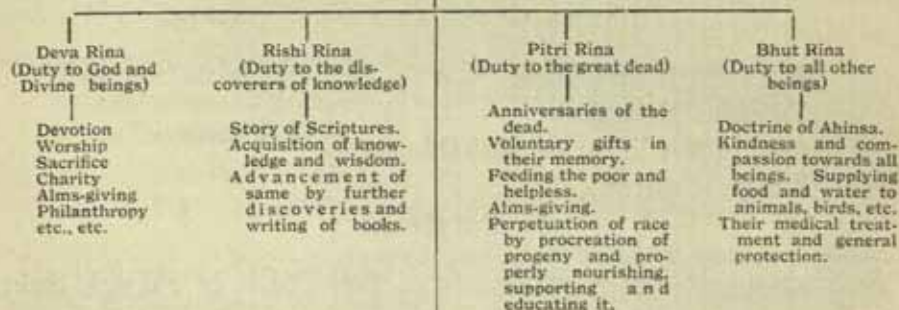 Deva Rina
(Duty to God and
Divine beings)
Devotion
Worship
Sacrifice
Charity
Alms-giving
Philanthropy
etc., etc.
Rishi Rina
(Duty to the dis-
coverers of knowledge)
Story of Scriptures.
Acquisition of know-
ledge and wisdom.
Advancement of
same by further
discoveries and
writing of books.
Pitri Rina
(Duty to the great dead)
Anniversaries of the
dead.
Voluntary gifts in
their memory.
Feeding the poor and
helpless.
Alms-giving.
Perpetuation of race
by procreation of
progeny and pro-
perly nourishing,
supporting and
educating it.
Bhut Rina
(Duty to all other
beings)
Doctrine of Ahinsa.
Kindness and com-
passion towards all
beings. Supplying
food and water to
animals, birds, etc.
Their medical treat-
ment and general
protection.